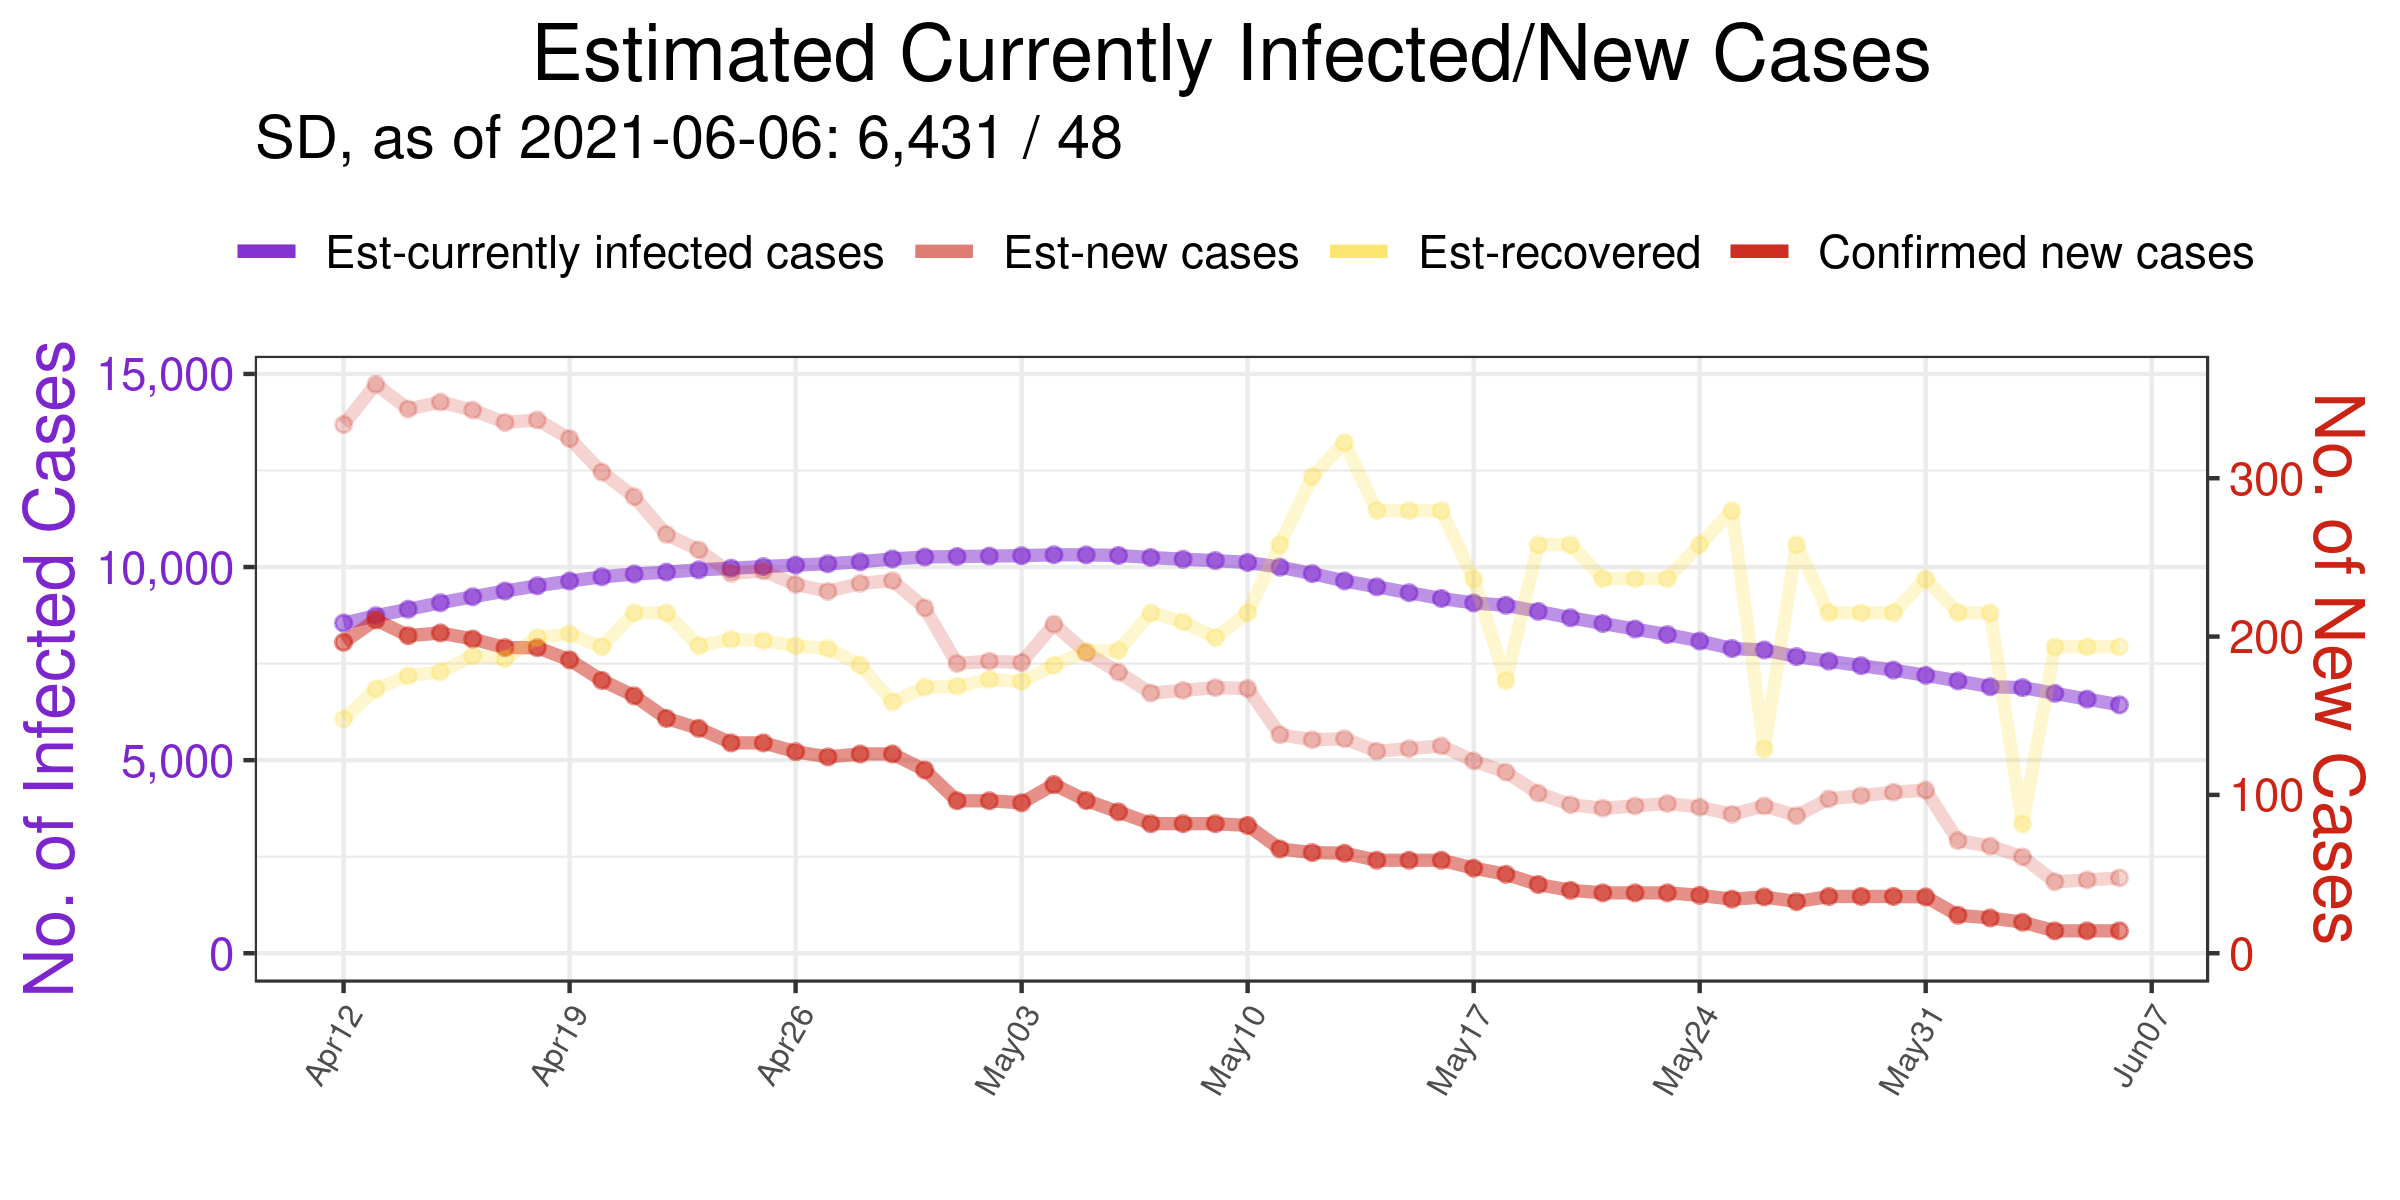 Estimated Currently Infected/New Cases
SD, as of 2021-06-06: 6,431 / 48
Est-currently infected cases Est-new cases Est-recovered Confirmed new cases
No. of Infected Cases
15,000
10,000
5,000
0
300
200
100
0
No. of New Cases
Apr12 Apr19 Apr26 May03 May10 May17 May24 May31 Jun07